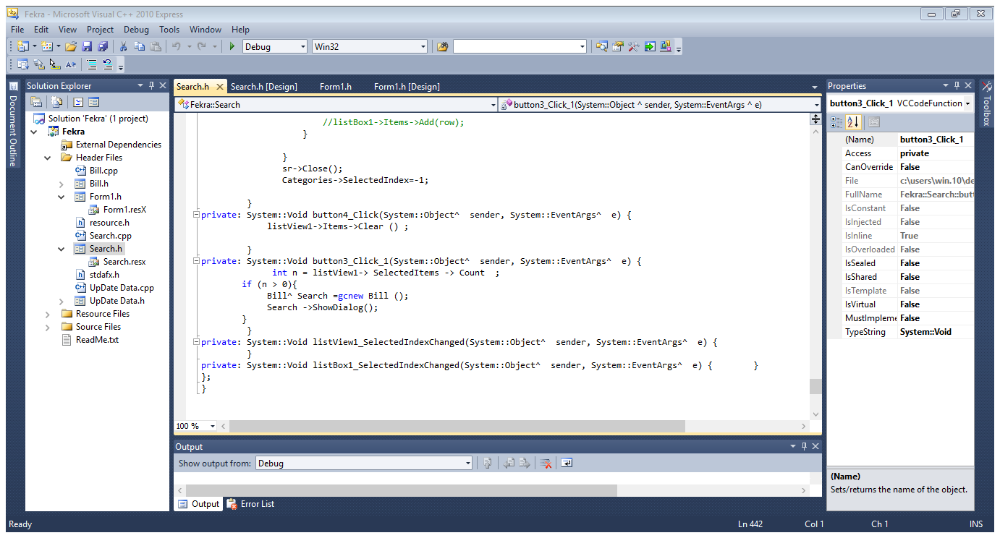 Fekra - Microsoft Visual C++ 2010 Express
File Edit View Project Debug Tools Window Help
Debug Win32
Document Outline
Solution Explorer
Solution 'Fekra' (1 project)
Fekra
External Dependencies
Header Files
Bill.cpp
Bill.h
Form1.h
Form1.resX
resource.h
Search.cpp
Search.h
Search.resx
stdafx.h
UpDate Data.cpp
UpDate Data.h
Resource Files
Source Files
ReadMe.txt
Search.h Search.h [Design] Form1.h Form1.h [Design]
Fekra::Search button3_Click_1(System::Object ^ sender, System::EventArgs ^ e)
//listBox1->Items->Add(row);
}
}
sr->Close();
Categories->SelectedIndex=-1;
}
private: System::Void button4_Click(System::Object^  sender, System::EventArgs^  e) {
listView1->Items->Clear () ;
}
private: System::Void button3_Click_1(System::Object^  sender, System::EventArgs^  e) {
int n = listView1-> SelectedItems -> Count  ;
if (n > 0){
Bill^ Search =gcnew Bill ();
Search ->ShowDialog();
}
}
private: System::Void listView1_SelectedIndexChanged(System::Object^  sender, System::EventArgs^  e) {
}
private: System::Void listBox1_SelectedIndexChanged(System::Object^  sender, System::EventArgs^  e) {        }
};
}
100 %
Output
Show output from: Debug
Output Error List
Properties
button3_Click_1 VCCodeFunction
(Name) button3_Click_1
Access private
CanOverride False
File c:\users\win.10\de
FullName Fekra::Search::butt
IsConstant False
IsInjected False
IsInline True
IsOverloaded False
IsSealed False
IsShared False
IsTemplate False
IsVirtual False
MustImpleme False
TypeString System::Void
(Name)
Sets/returns the name of the object.
Toolbox
Ready Ln 442 Col 1 Ch 1 INS